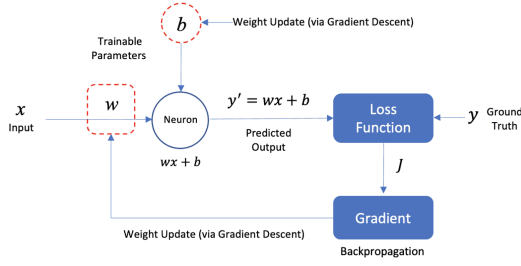 b
Weight Update (via Gradient Descent)
Trainable
Parameters
x
Input
w
Neuron
wx + b
y′ = wx + b
Predicted
Output
Loss
Function
y
Ground
Truth
J
Gradient
Weight Update (via Gradient Descent)
Backpropagation